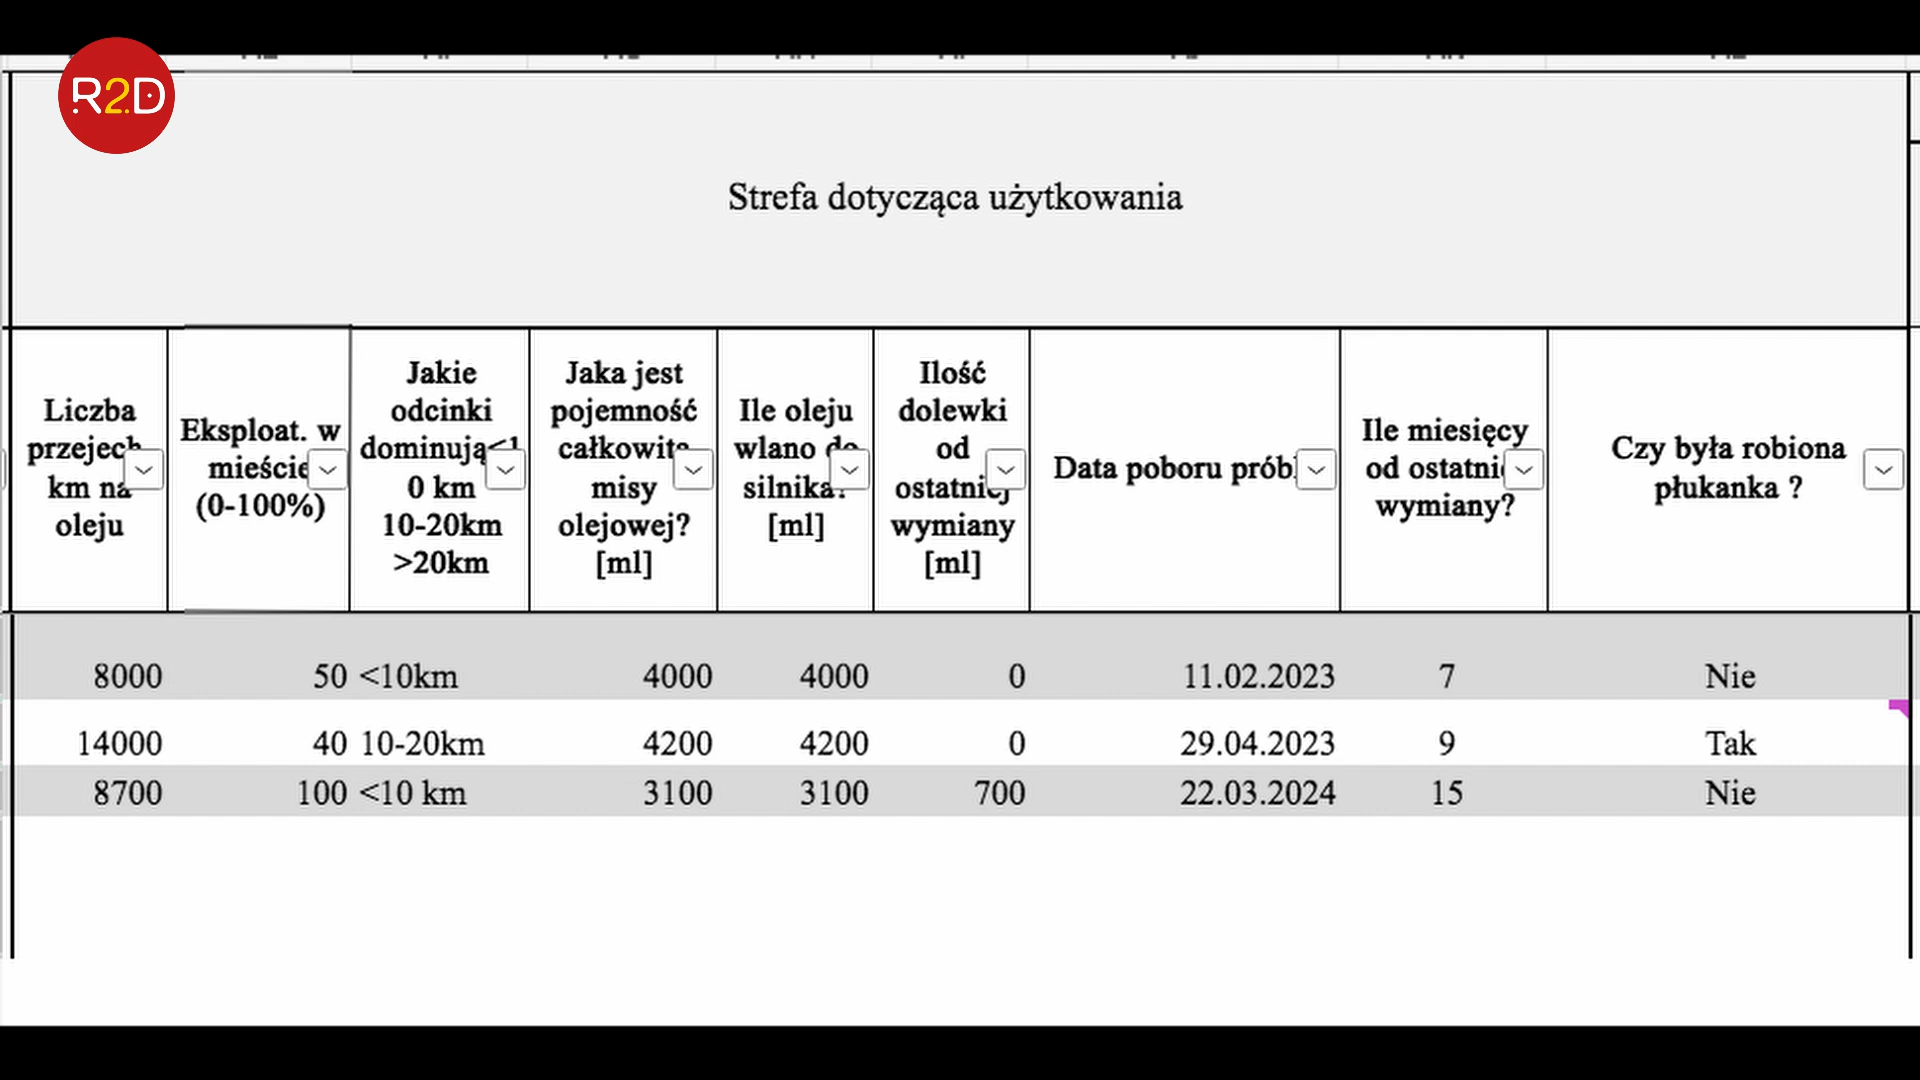 R2D
Strefa dotycząca użytkowania
Liczba
przejech
km na
oleju
Eksploat. w
mieście
(0-100%)
Jakie
odcinki
dominują<1
0 km
10-20km
>20km
Jaka jest
pojemność
całkowita
misy
olejowej?
[ml]
Ile oleju
wlano do
silnika?
[ml]
Ilość
dolewki
od
ostatniej
wymiany
[ml]
Data poboru prób
Ile miesięcy
od ostatni
wymiany?
Czy była robiona
płukanka ?
8000 50 <10km 4000 4000 0 11.02.2023 7 Nie
14000 40 10-20km 4200 4200 0 29.04.2023 9 Tak
8700 100 <10 km 3100 3100 700 22.03.2024 15 Nie